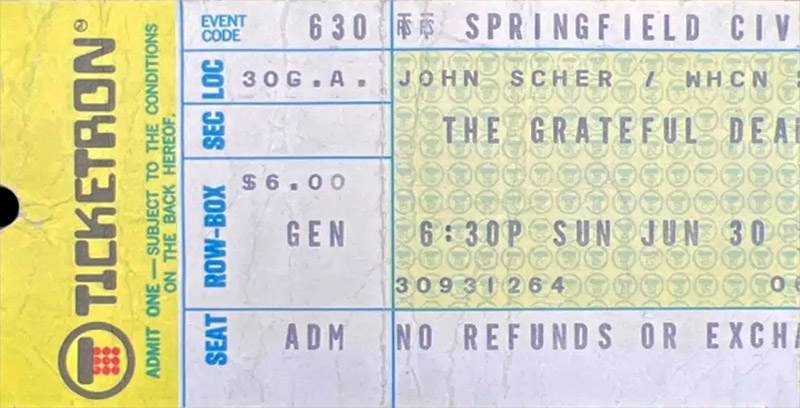 TICKETRON®
ADMIT ONE — SUBJECT TO THE CONDITIONS
ON THE BACK HEREOF.
EVENT CODE 630 SPRINGFIELD CIV
LOC 30G.A. JOHN SCHER / WHCN
SEC THE GRATEFUL DEA
$6.00
ROW-BOX GEN 6:30P SUN JUN 30
30931264 06
SEAT ADM NO REFUNDS OR EXCHA